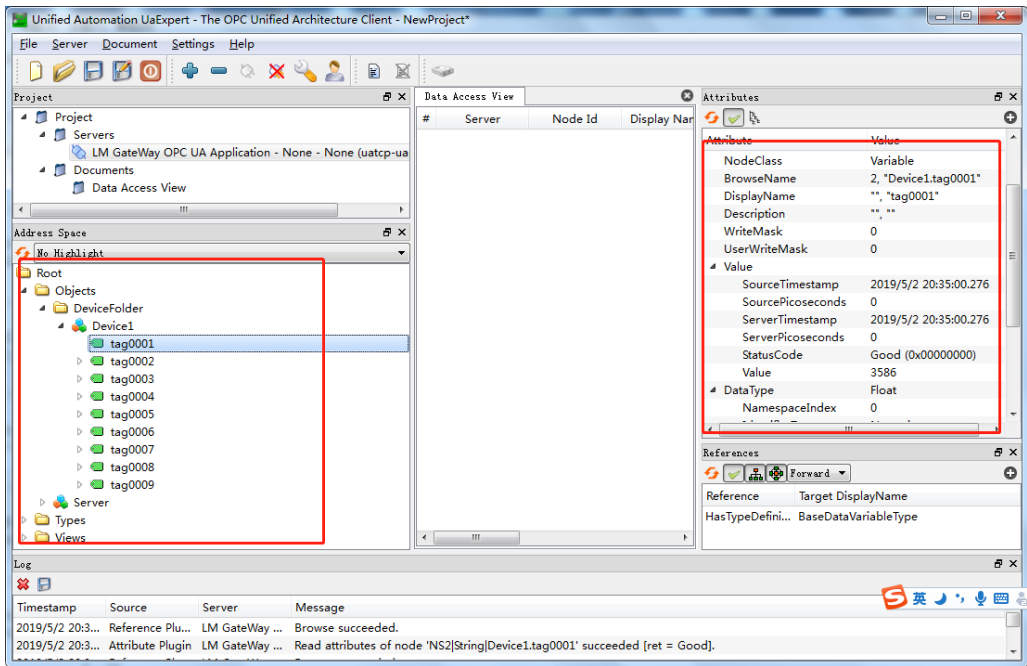 Unified Automation UaExpert - The OPC Unified Architecture Client - NewProject*
File Server Document Settings Help
Project
Project
Servers
LM GateWay OPC UA Application - None - None (uatcp-ua
Documents
Data Access View
Address Space
No Highlight
Root
Objects
DeviceFolder
Device1
tag0001
tag0002
tag0003
tag0004
tag0005
tag0006
tag0007
tag0008
tag0009
Server
Types
Views
Data Access View
# Server Node Id Display Nar
Attributes
Attribute Value
NodeClass Variable
BrowseName 2, "Device1.tag0001"
DisplayName "", "tag0001"
Description "", ""
WriteMask 0
UserWriteMask 0
Value
SourceTimestamp 2019/5/2 20:35:00.276
SourcePicoseconds 0
ServerTimestamp 2019/5/2 20:35:00.276
ServerPicoseconds 0
StatusCode Good (0x00000000)
Value 3586
DataType Float
NamespaceIndex 0
References
Forward
Reference Target DisplayName
HasTypeDefini... BaseDataVariableType
Log
Timestamp Source Server Message
2019/5/2 20:3... Reference Plu... LM GateWay ... Browse succeeded.
2019/5/2 20:3... Attribute Plugin LM GateWay ... Read attributes of node 'NS2|String|Device1.tag0001' succeeded [ret = Good].
S 英